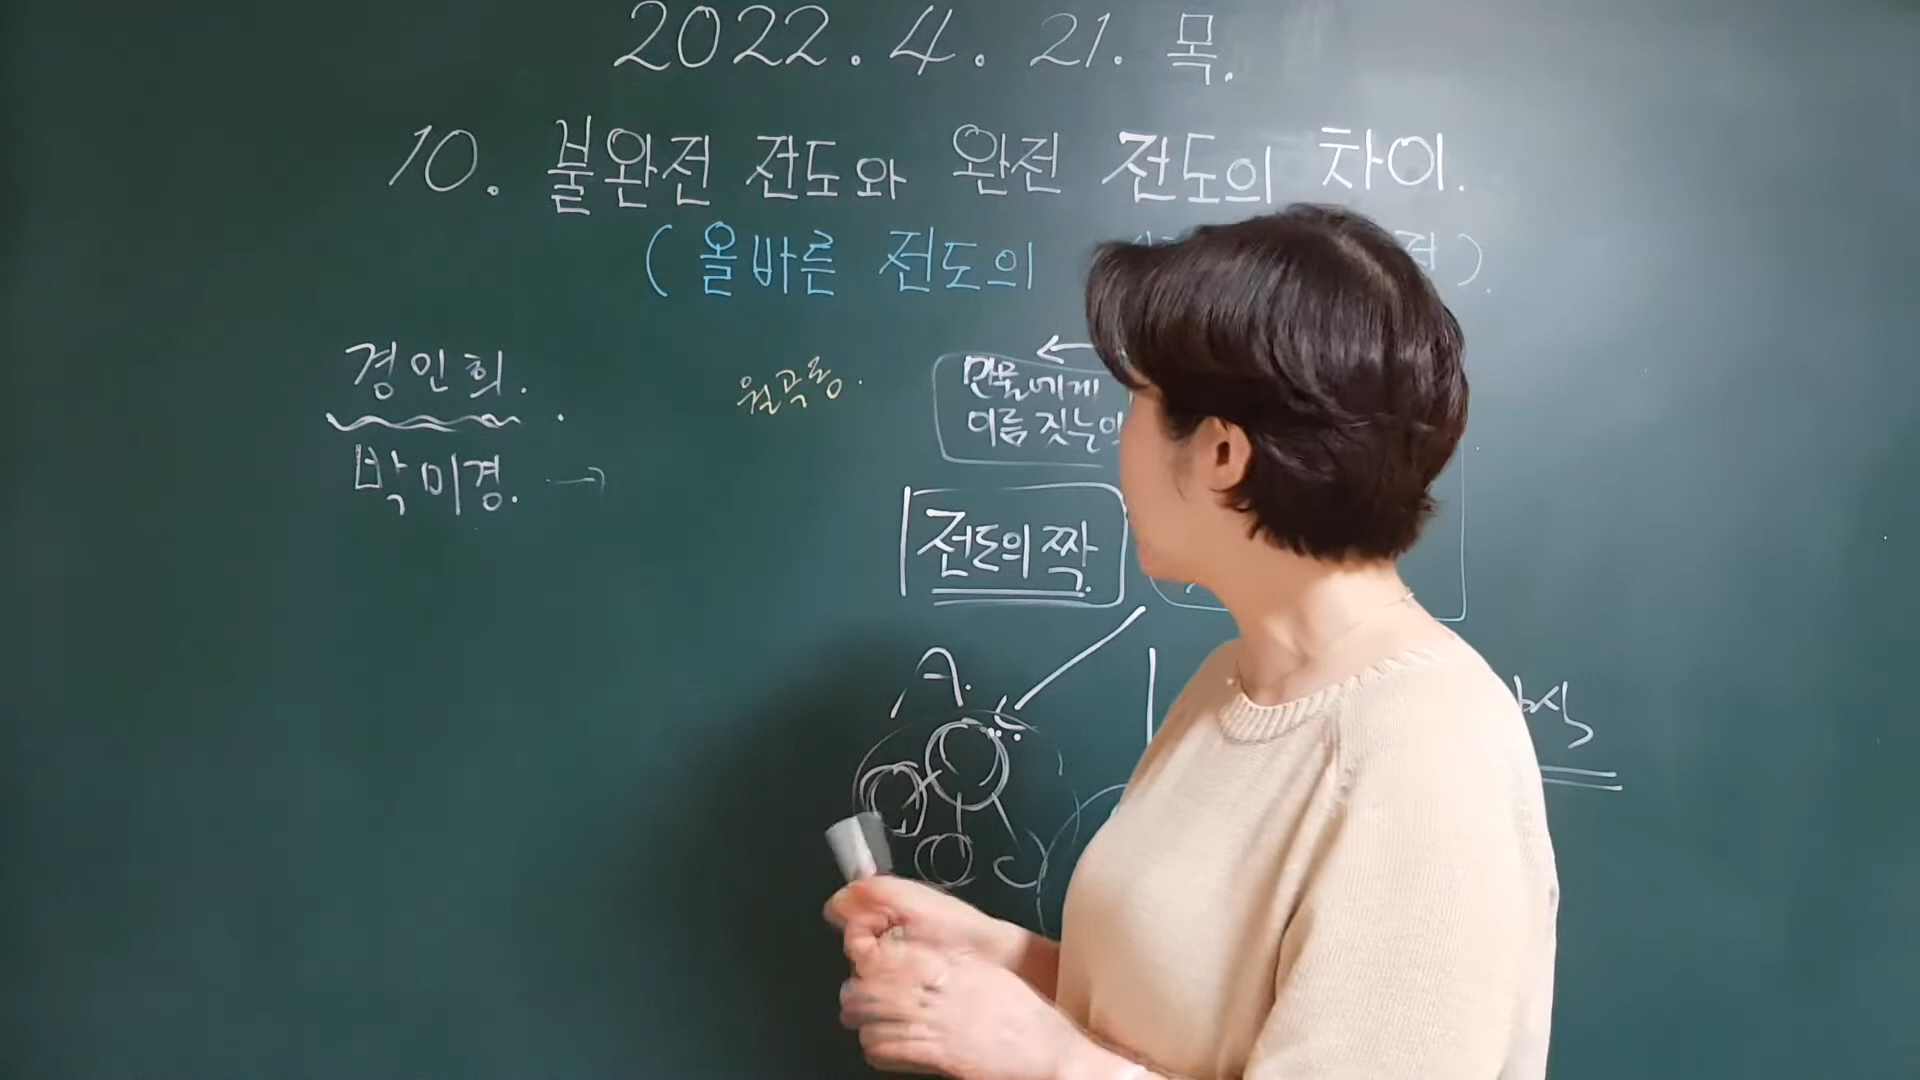 2022. 4. 21. 목.
10. 불완전 전도와 완전 전도의 차이.
(올바른 전도의 ).
경인희.
박미경. →
원곡동.
만물에게
이름 짓는
전도의 짝.
A.
식